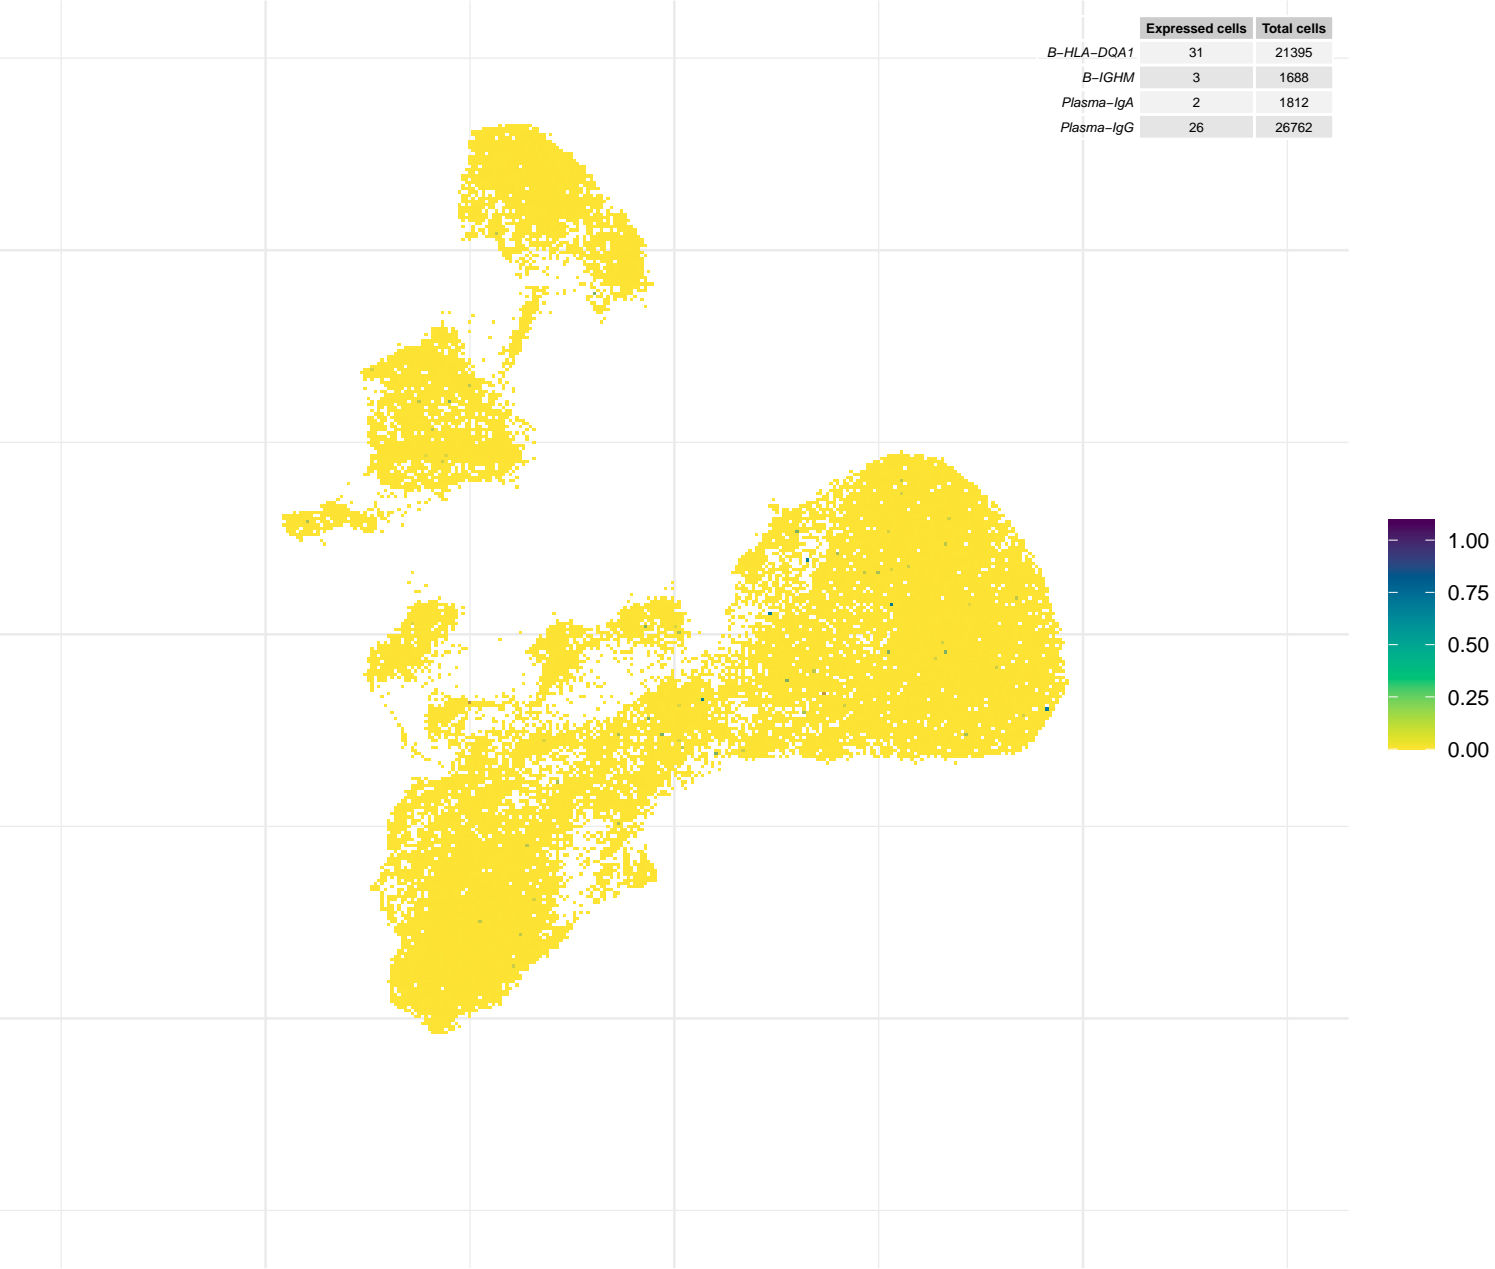 Expressed cells Total cells
B−HLA−DQA1 31 21395
B−IGHM 3 1688
Plasma−IgA 2 1812
Plasma−IgG 26 26762
1.00
0.75
0.50
0.25
0.00